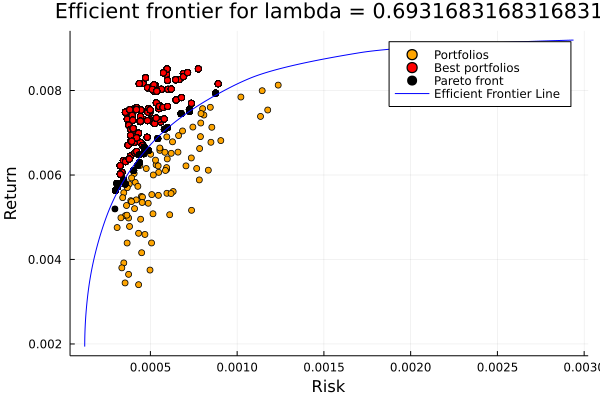 Efficient frontier for lambda = 0.6931683168316831
Portfolios
Best portfolios
Pareto front
Efficient Frontier Line
Return
0.008
0.006
0.004
0.002
0.0005
0.0010
0.0015
0.0020
0.0025
0.0030
Risk